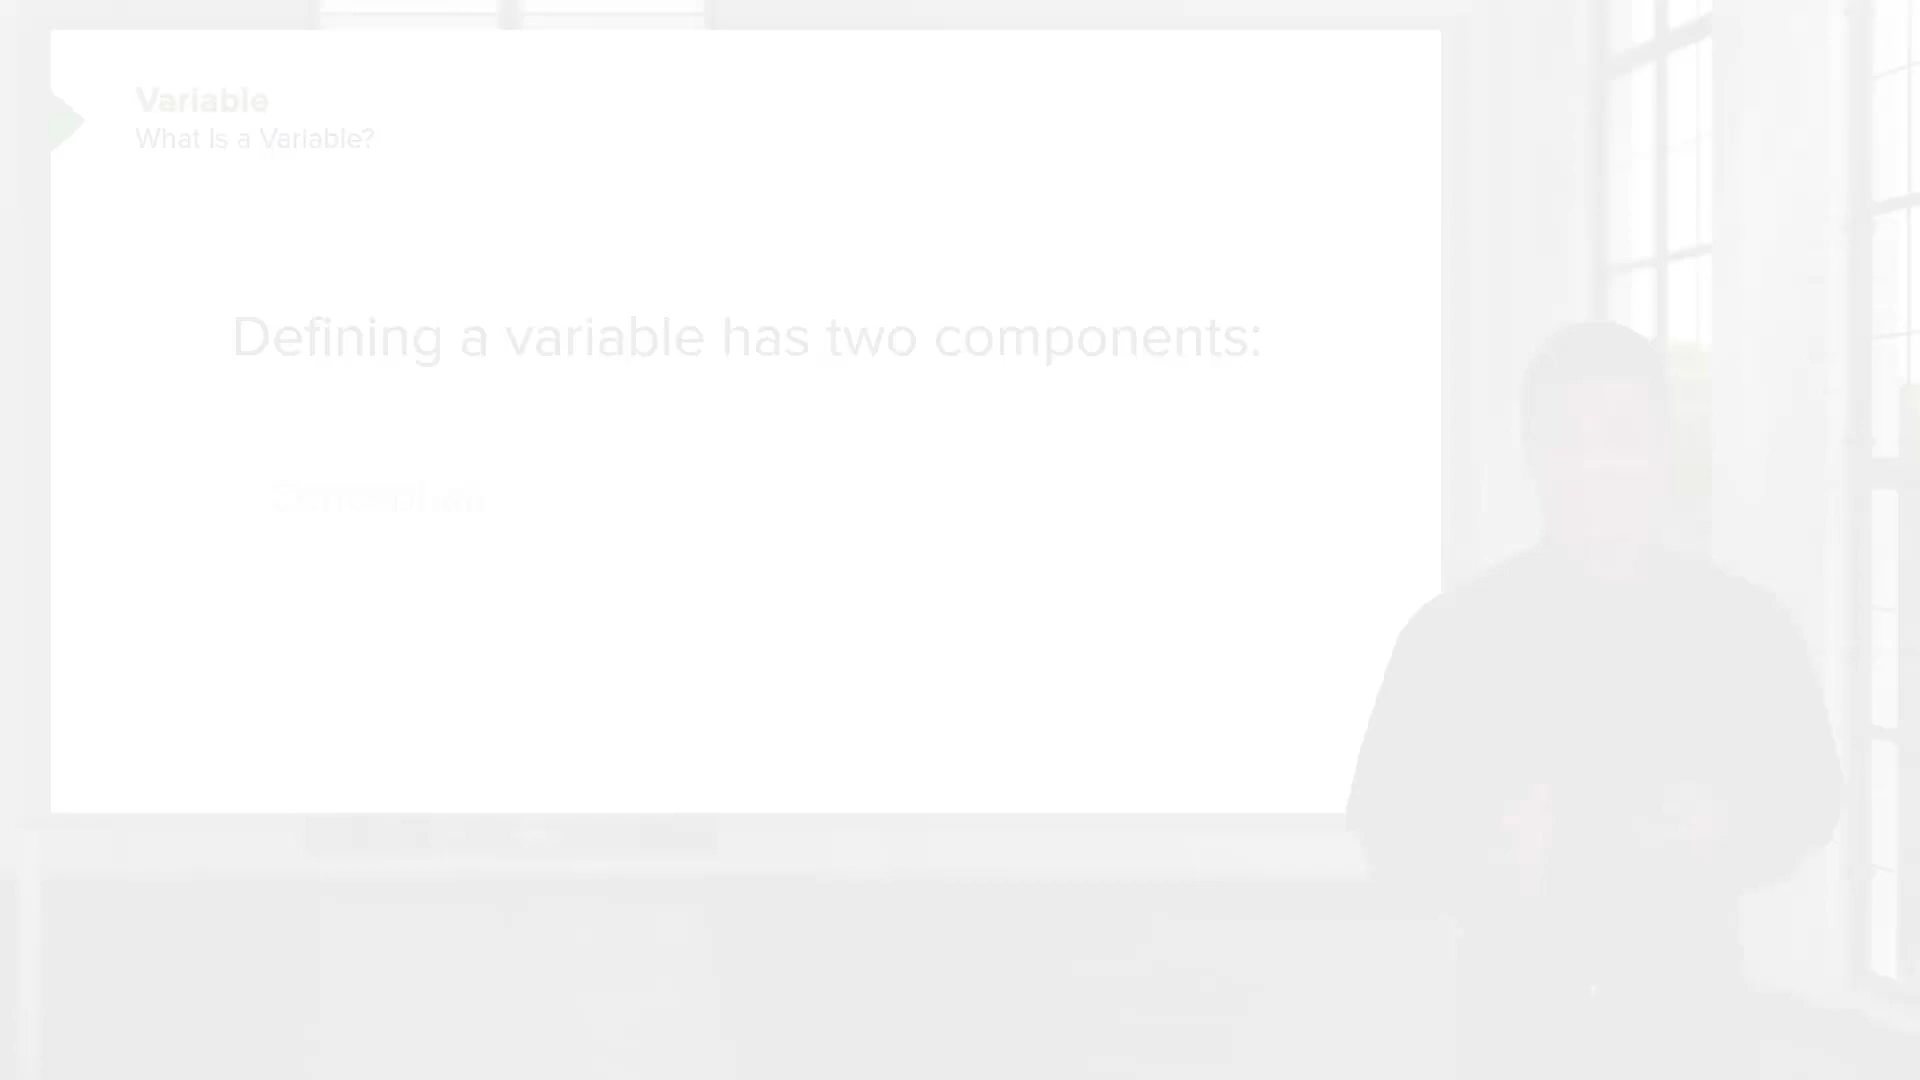 Variable
What Is a Variable?
Defining a variable has two components: